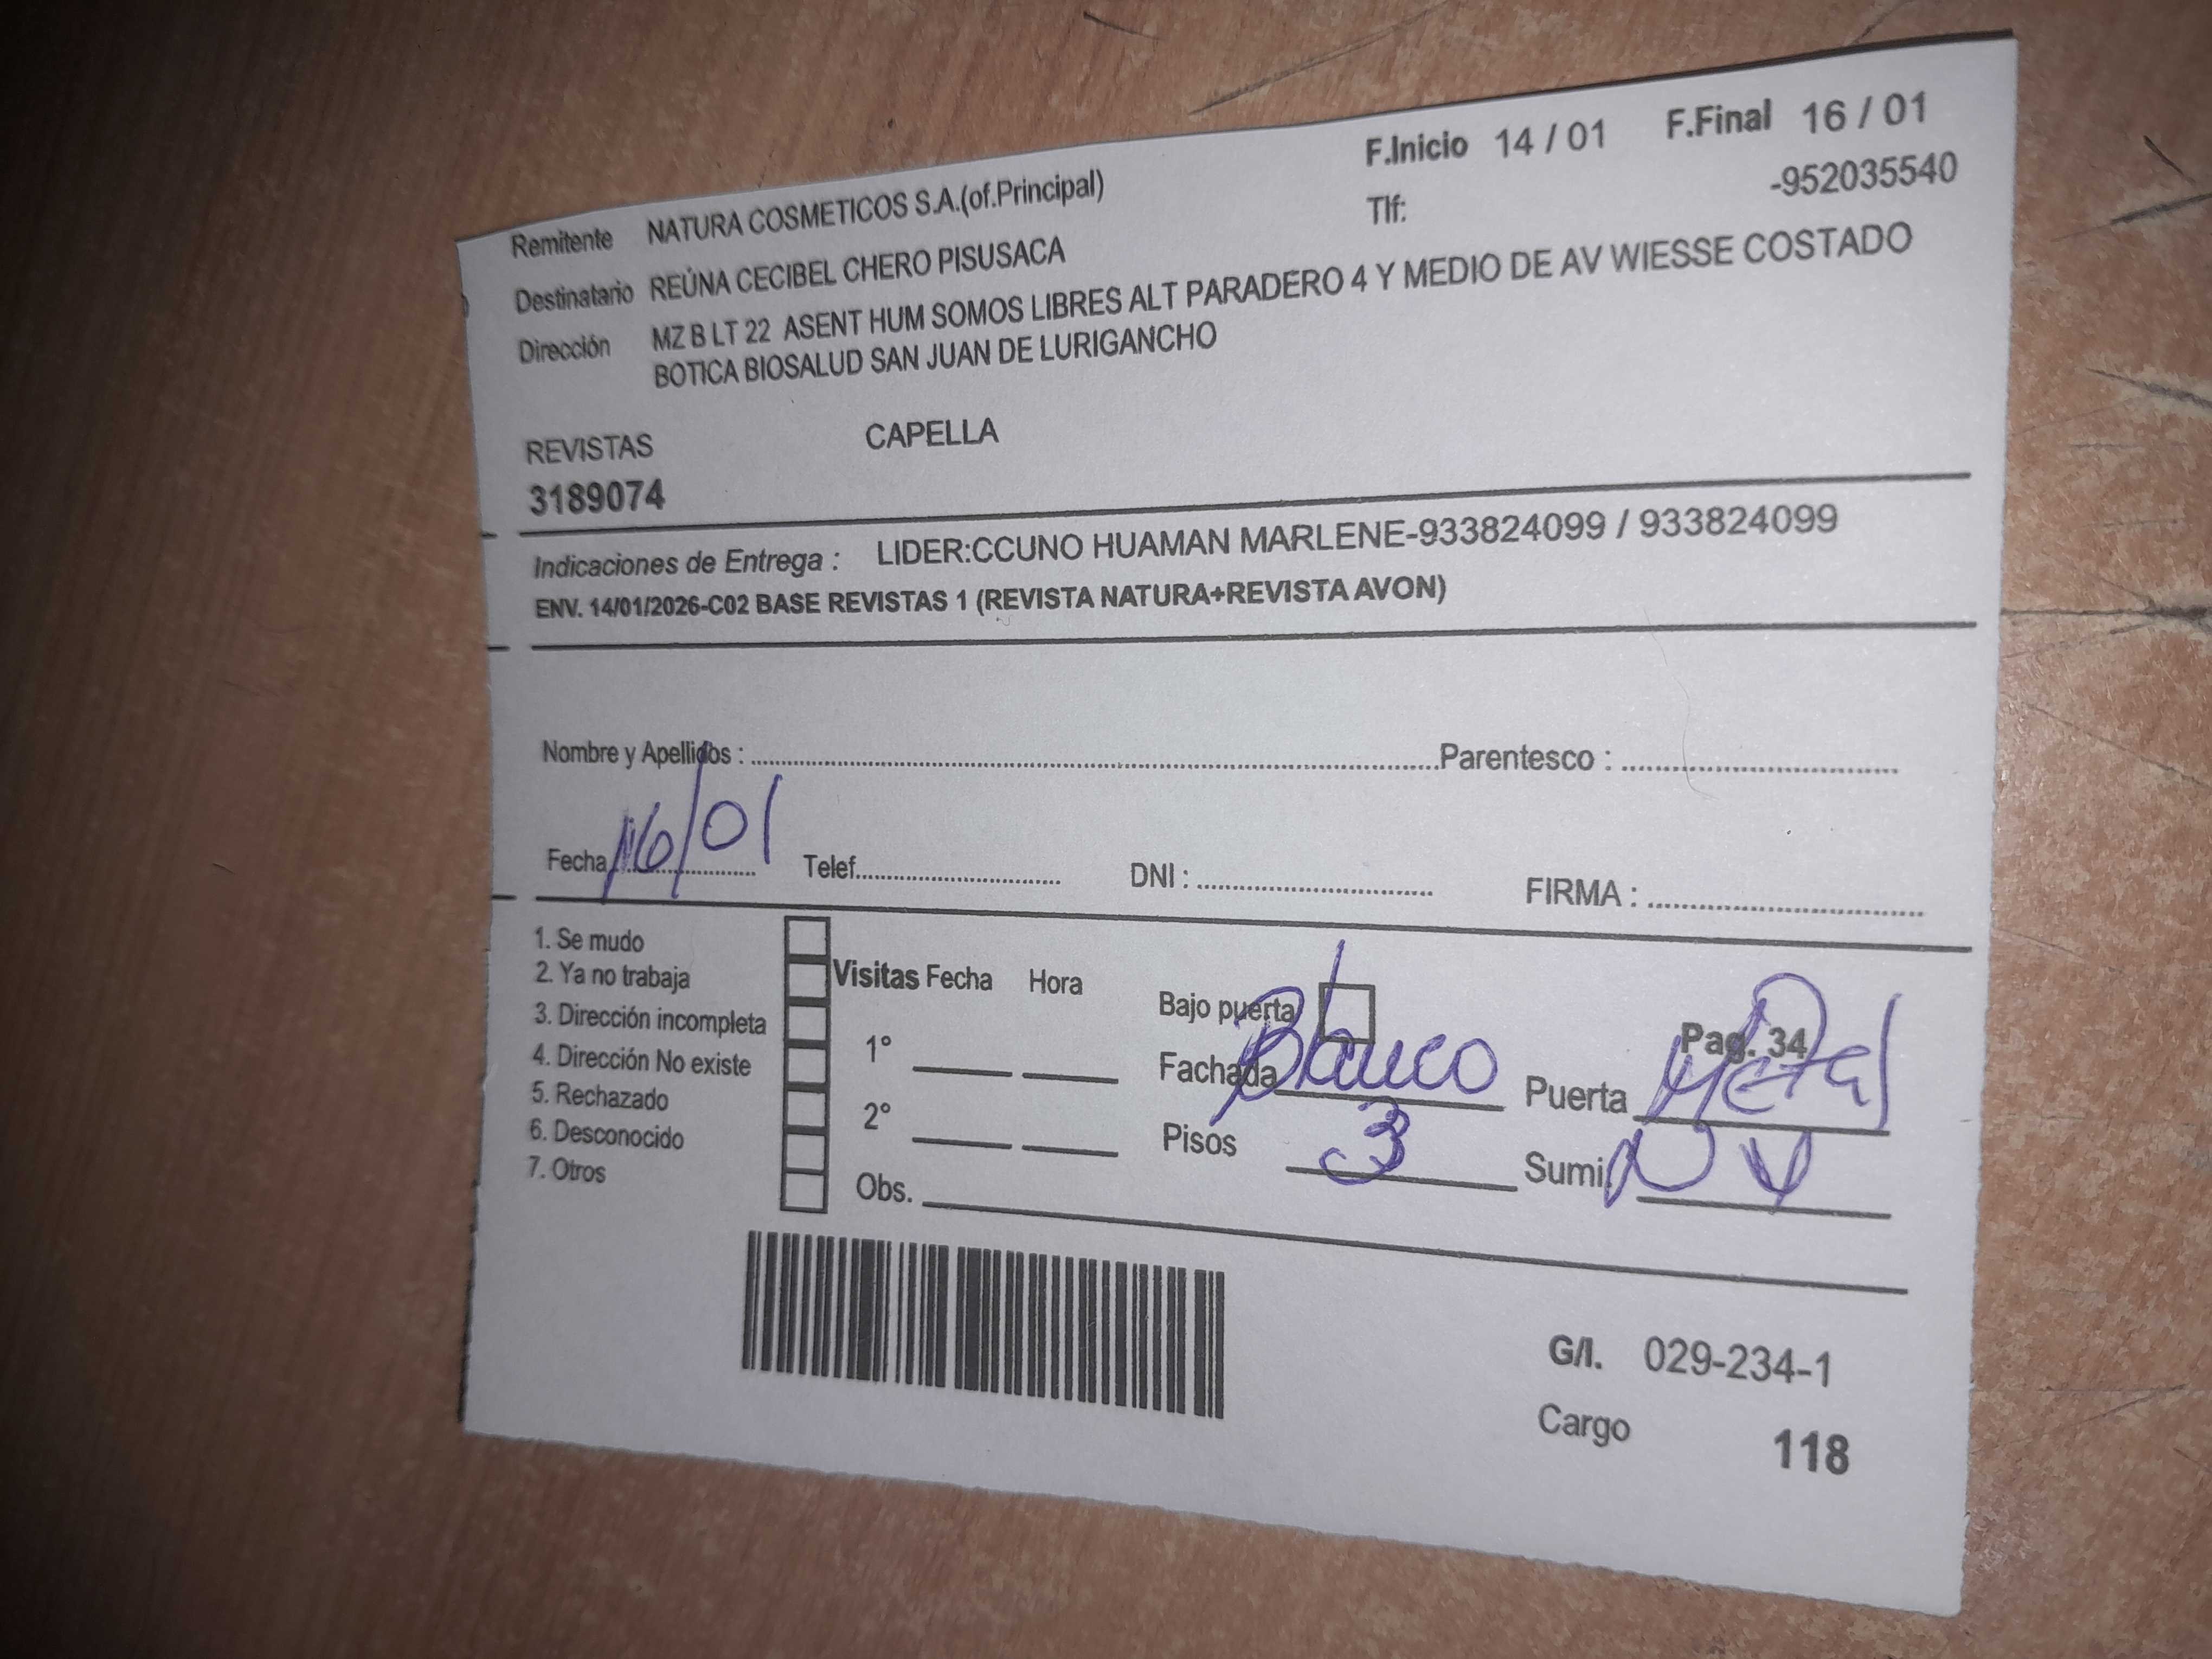 F.Inicio 14 / 01 F.Final 16 / 01
Remitente NATURA COSMETICOS S.A.(of.Principal) Tlf: -952035540
Destinatario REÚNA CECIBEL CHERO PISUSACA
Dirección MZ B LT 22 ASENT HUM SOMOS LIBRES ALT PARADERO 4 Y MEDIO DE AV WIESSE COSTADO
BOTICA BIOSALUD SAN JUAN DE LURIGANCHO
REVISTAS CAPELLA
3189074
Indicaciones de Entrega : LIDER:CCUNO HUAMAN MARLENE-933824099 / 933824099
ENV. 14/01/2026-C02 BASE REVISTAS 1 (REVISTA NATURA+REVISTA AVON)
Nombre y Apellidos : Parentesco :
Fecha 16/01 Telef. DNI : FIRMA :
1. Se mudo
2. Ya no trabaja
3. Dirección incompleta
4. Dirección No existe
5. Rechazado
6. Desconocido
7. Otros
Visitas Fecha Hora
1°
2°
Obs.
Bajo puerta Pag. 34
Fachada Blanco Puerta Metal
Pisos 3 Sumi. NV
G/I. 029-234-1
Cargo 118